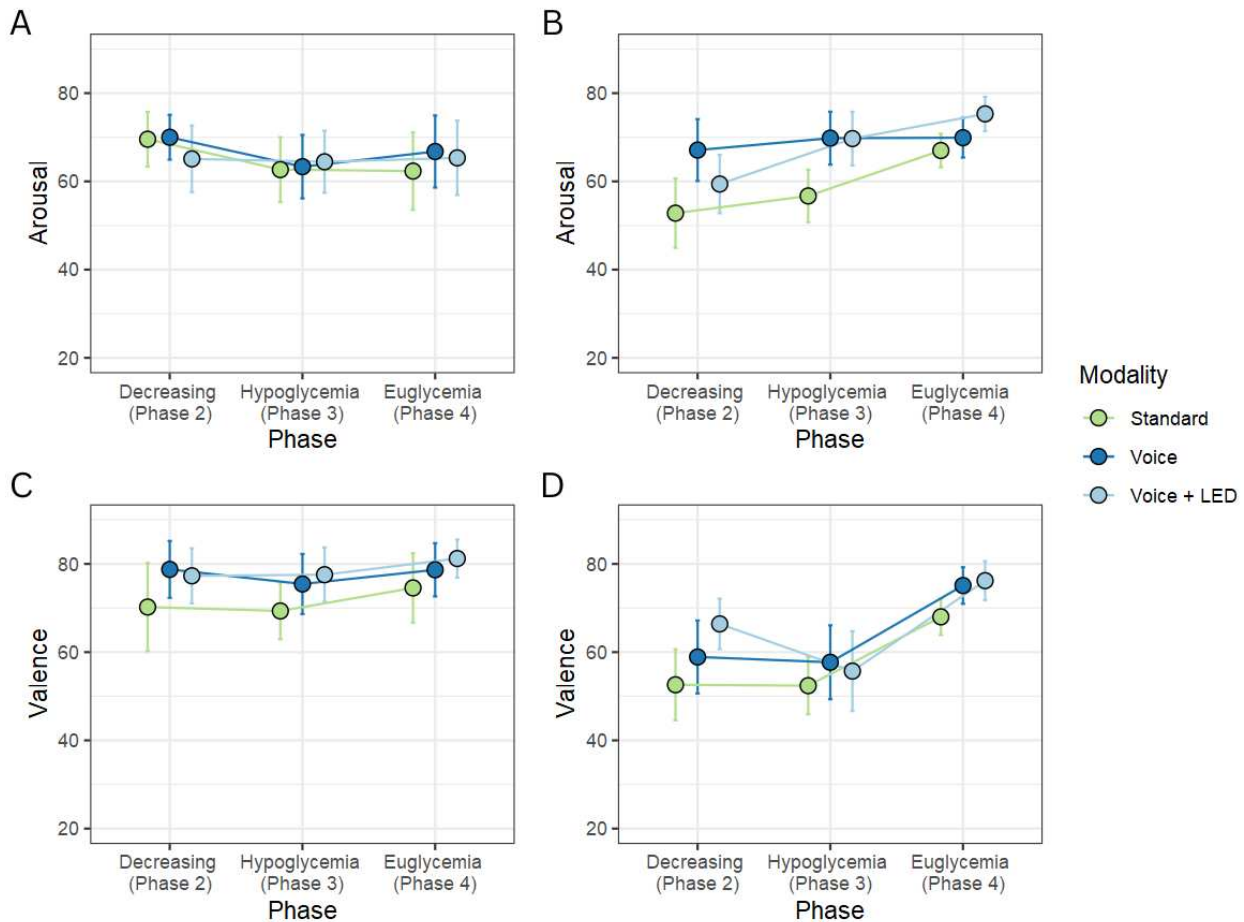 A
B
Arousal
80
60
40
20
Decreasing
(Phase 2)
Hypoglycemia
(Phase 3)
Euglycemia
(Phase 4)
Phase
Arousal
80
60
40
20
Decreasing
(Phase 2)
Hypoglycemia
(Phase 3)
Euglycemia
(Phase 4)
Phase
Modality
Standard
Voice
Voice + LED
C
D
Valence
80
60
40
20
Decreasing
(Phase 2)
Hypoglycemia
(Phase 3)
Euglycemia
(Phase 4)
Phase
Valence
80
60
40
20
Decreasing
(Phase 2)
Hypoglycemia
(Phase 3)
Euglycemia
(Phase 4)
Phase